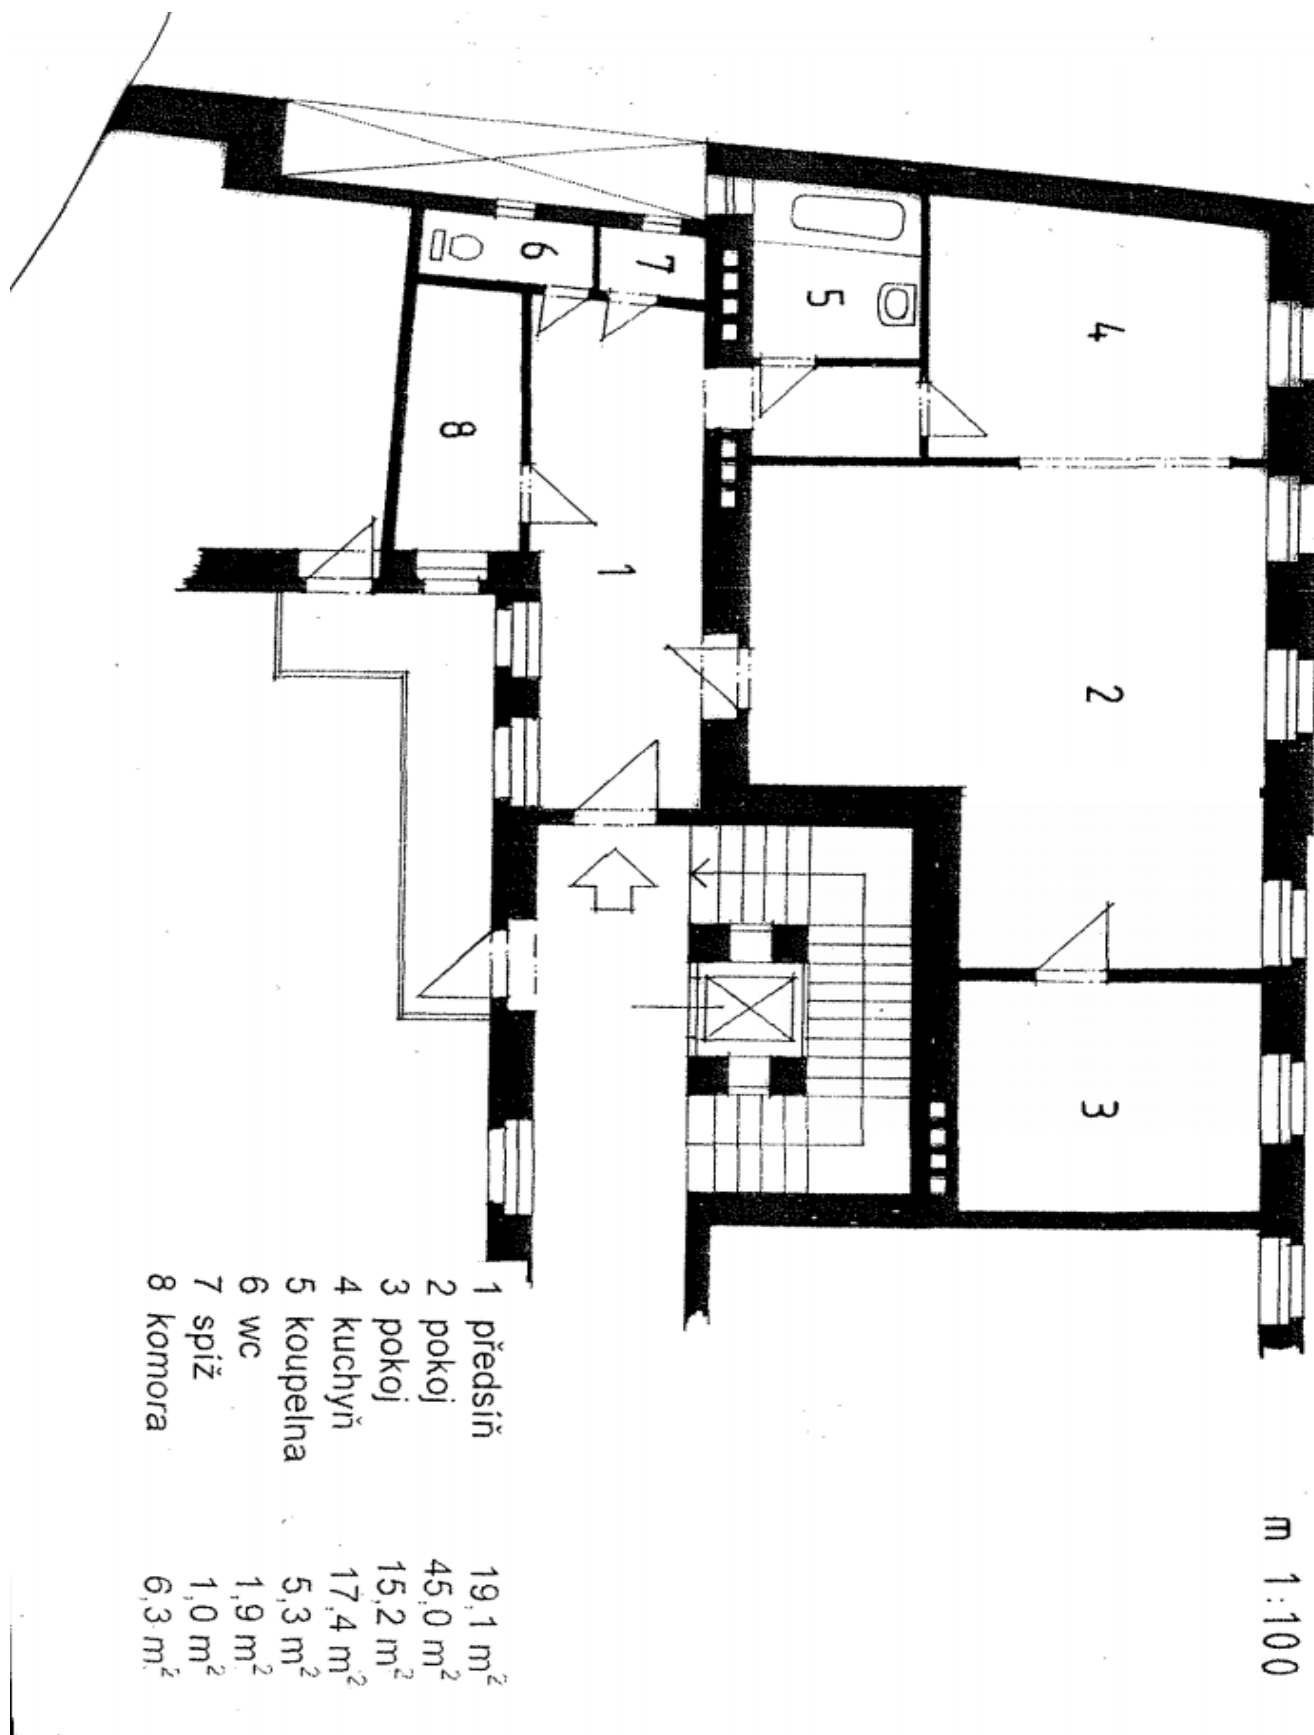 6
7
5
4
8
1
2
3
1 předsíň 19,1 m²
2 pokoj 45,0 m²
3 pokoj 15,2 m²
4 kuchyň 17,4 m²
5 koupelna 5,3 m²
6 wc 1,9 m²
7 spíž 1,0 m²
8 komora 6,3 m²
m 1:100